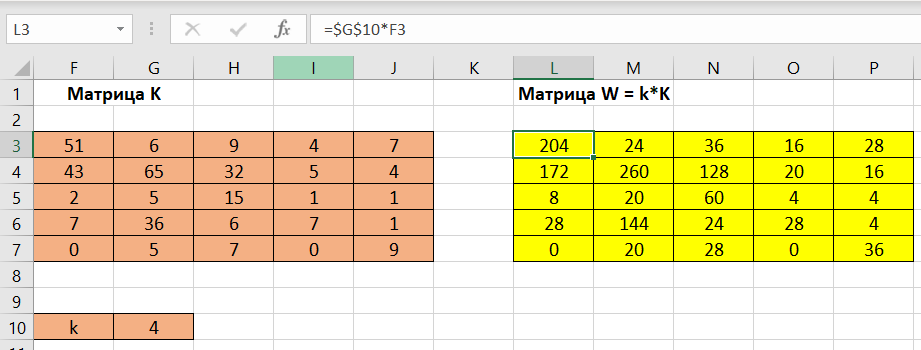 L3 fx =$G$10*F3
F G H I J K L M N O P
1 Матрица K Матрица W = k*K
2
3 51 6 9 4 7 204 24 36 16 28
4 43 65 32 5 4 172 260 128 20 16
5 2 5 15 1 1 8 20 60 4 4
6 7 36 6 7 1 28 144 24 28 4
7 0 5 7 0 9 0 20 28 0 36
8
9
10 k 4